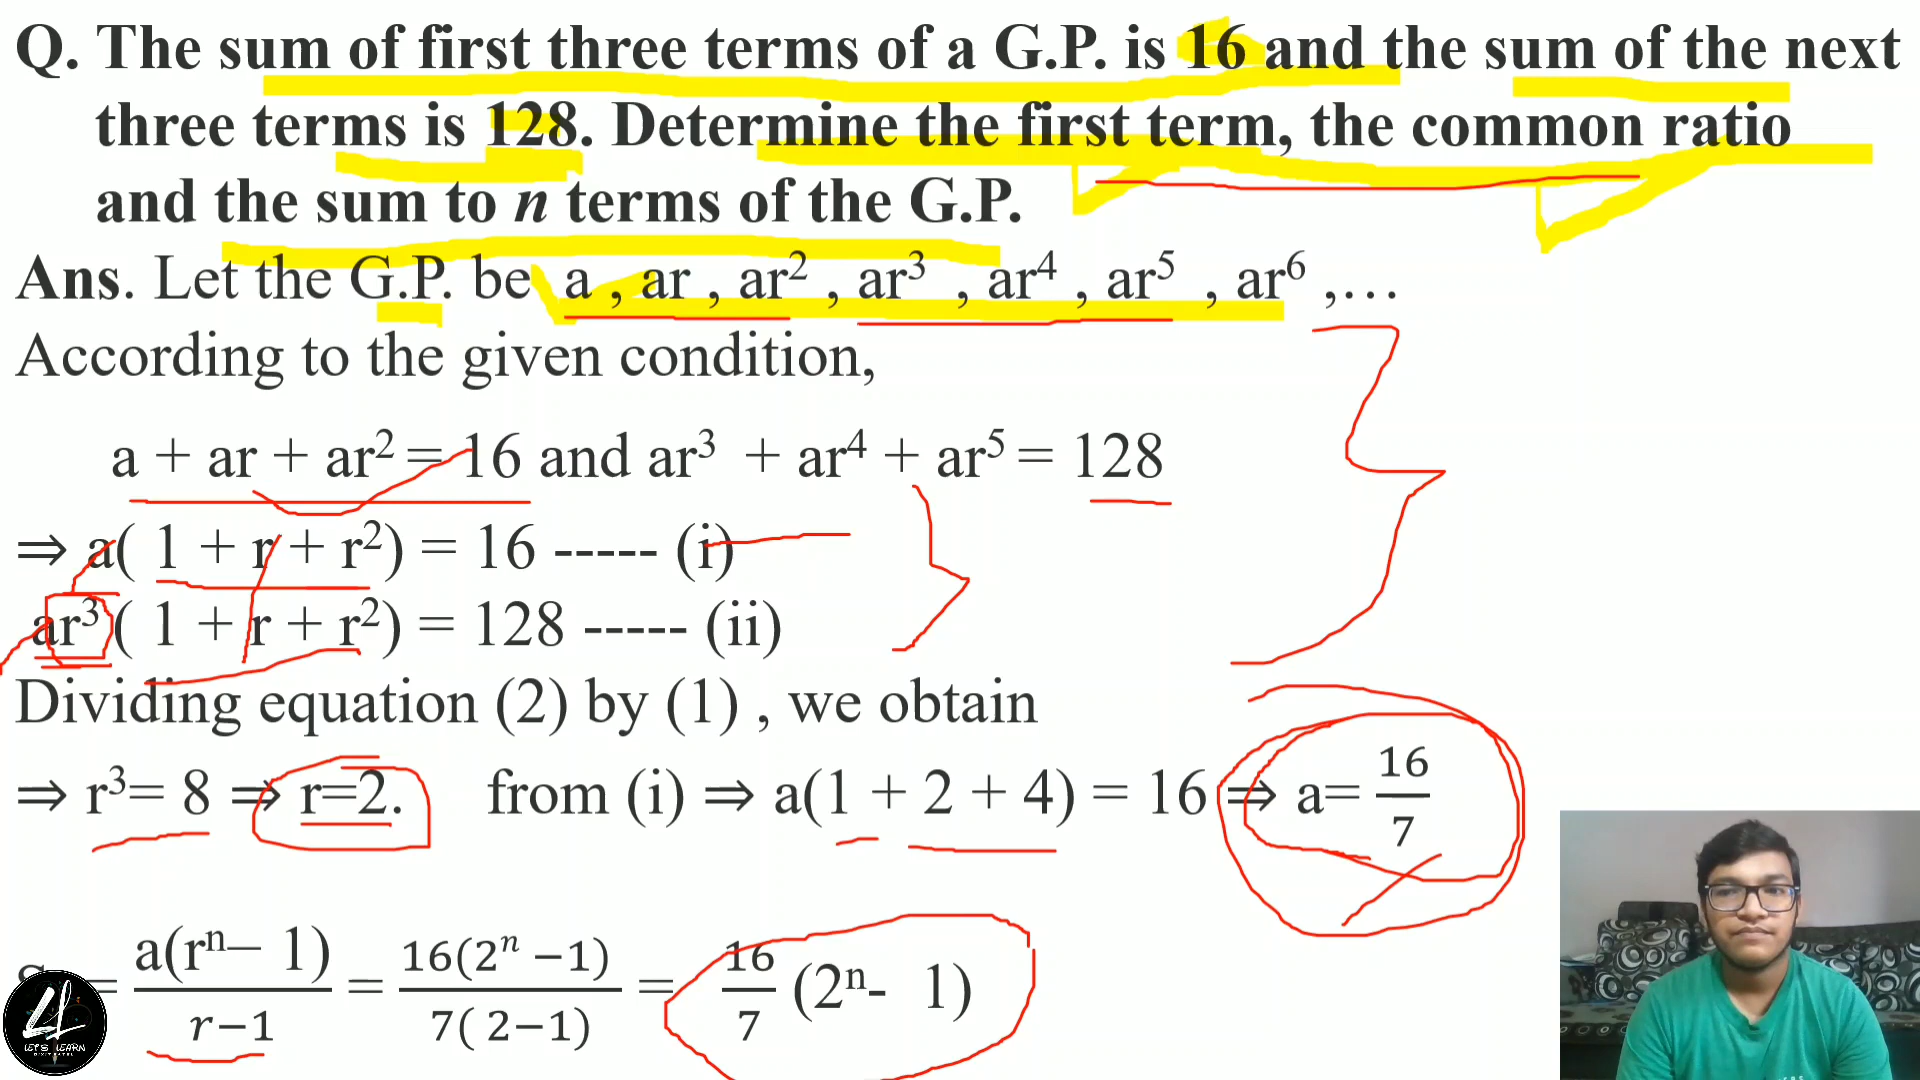 Q. The sum of first three terms of a G.P. is 16 and the sum of the next
three terms is 128. Determine the first term, the common ratio
and the sum to n terms of the G.P.
Ans. Let the G.P. be a , ar , ar² , ar³ , ar⁴ , ar⁵ , ar⁶ ,…
According to the given condition,
a + ar + ar² = 16 and ar³ + ar⁴ + ar⁵ = 128
⇒ a( 1 + r + r²) = 16 ----- (i)
ar³( 1 + r + r²) = 128 ----- (ii)
Dividing equation (2) by (1) , we obtain
⇒ r³= 8 ⇒ r=2. from (i) ⇒ a(1 + 2 + 4) = 16 ⇒ a= 16/7
= a(rⁿ– 1)/r−1 = 16(2ⁿ −1)/7( 2−1) = 16/7 (2ⁿ- 1)
LET'S LEARN